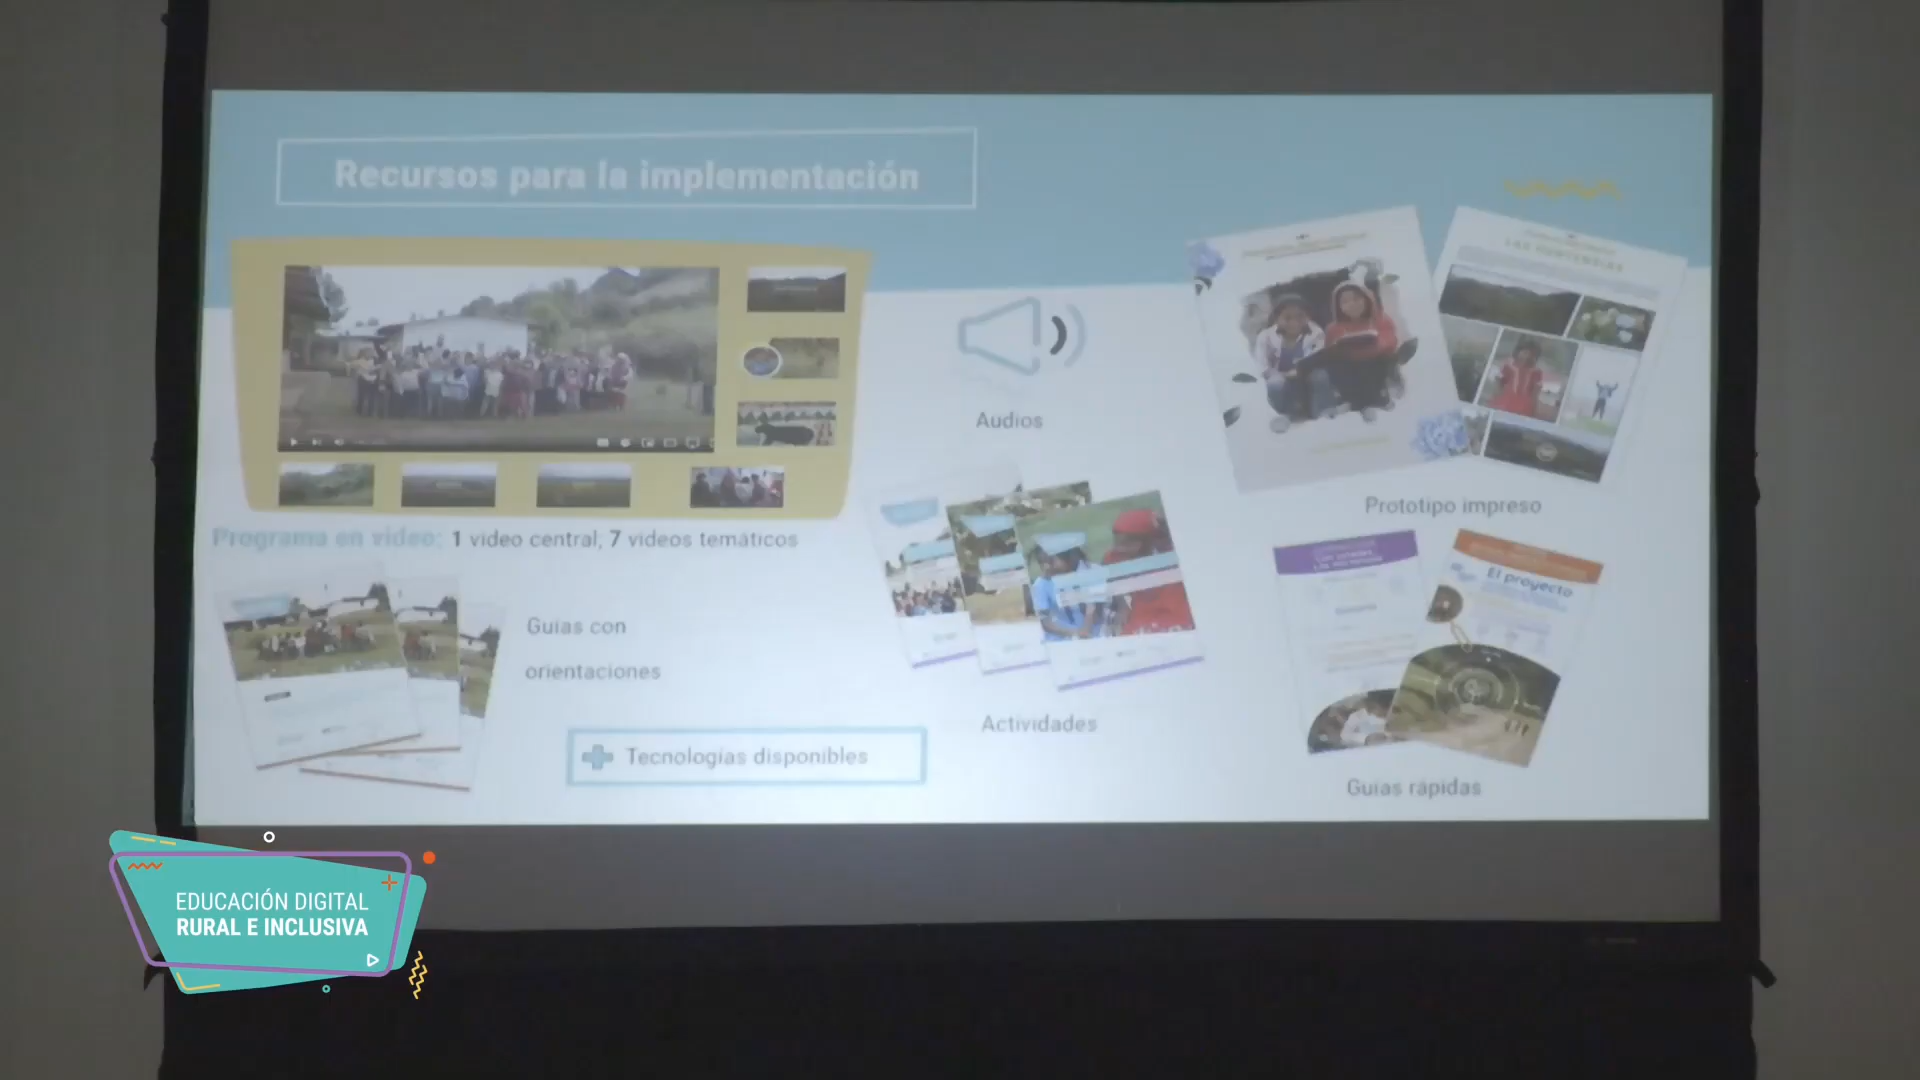 Recursos para la implementación
Audios
Prototipo impreso
Programa en video: 1 video central, 7 videos temáticos
El proyecto
Guías con
orientaciones
Actividades
Tecnologías disponibles
Guías rápidas
EDUCACIÓN DIGITAL
RURAL E INCLUSIVA